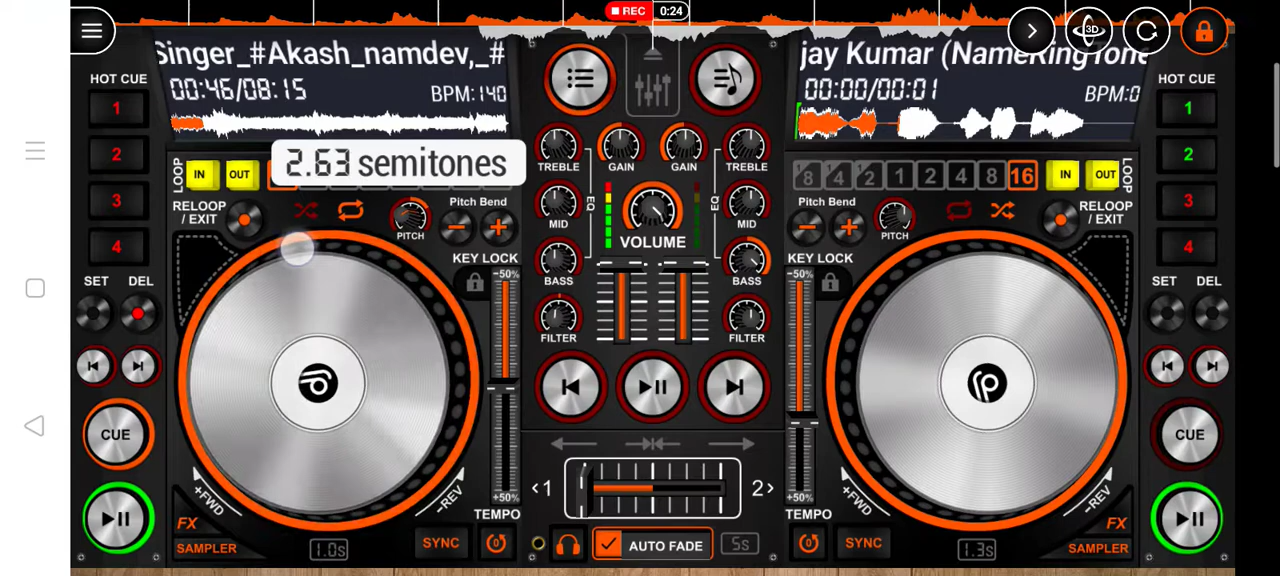 REC 0:24
3D
Singer_#Akash_namdev,_#
00:46/08:15 BPM:140
jay Kumar (NameRingTone
00:00/00:01 BPM:0
HOT CUE
1
2
3
4
SET DEL
CUE
LOOP
IN OUT
2.63 semitones
RELOOP / EXIT
PITCH
Pitch Bend
KEY LOCK
-50%
+50%
TEMPO
+FWD
-REV
FX
SAMPLER
1.0s
SYNC
0
TREBLE GAIN GAIN TREBLE
EQ EQ
MID VOLUME MID
BASS BASS
FILTER FILTER
<1 2>
AUTO FADE 5s
8 4 2 1 2 4 8 16
IN OUT
LOOP
Pitch Bend
PITCH
RELOOP / EXIT
KEY LOCK
-50%
+50%
TEMPO
+FWD
-REV
0
SYNC
1.3s
FX
SAMPLER
HOT CUE
1
2
3
4
SET DEL
CUE